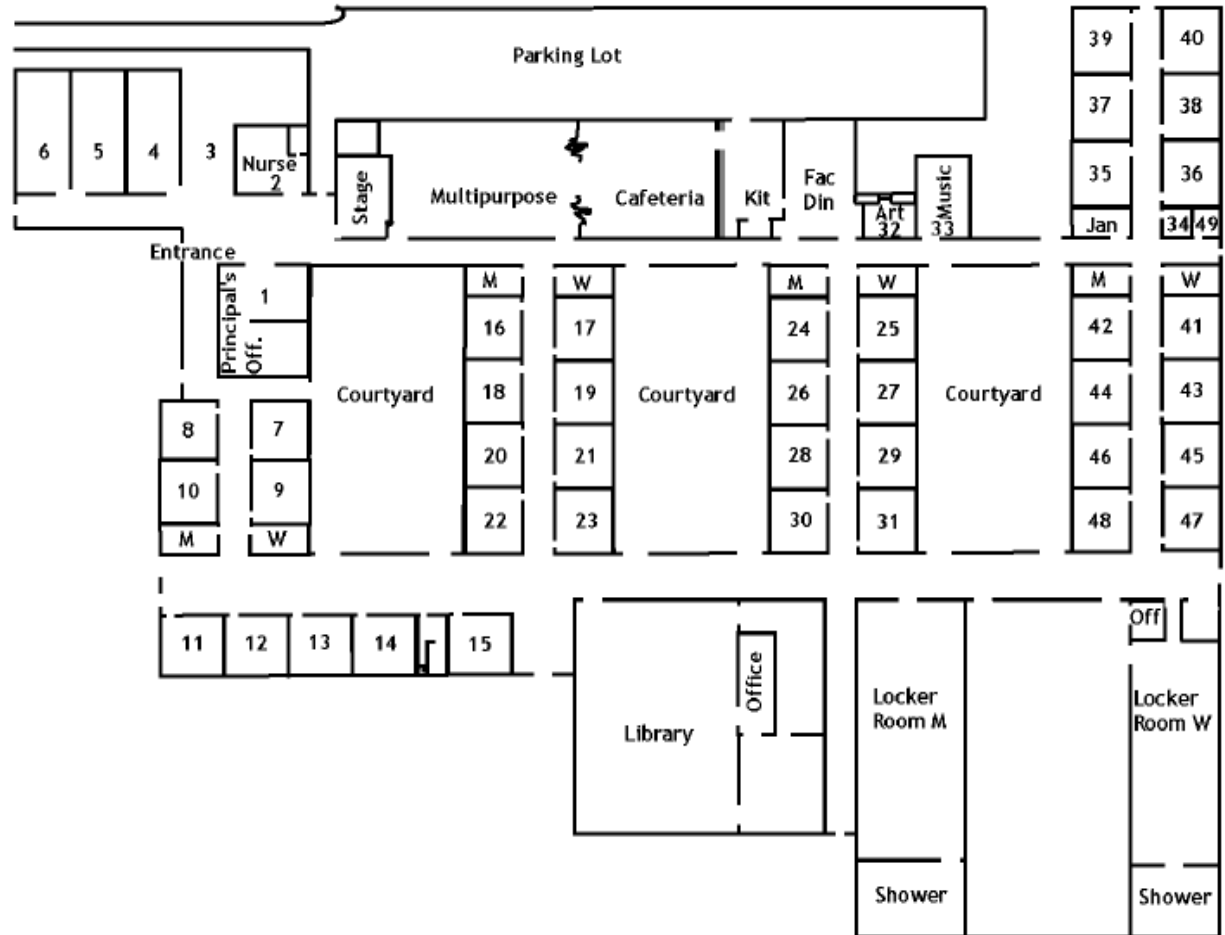 Parking Lot
39
40
37
38
35
36
Jan
34
49
6
5
4
3
Nurse
2
Stage
Multipurpose
Cafeteria
Kit
Fac
Din
Art
32
Music
33
Entrance
Principal's
Off.
1
Courtyard
M
W
16
17
18
19
20
21
22
23
Courtyard
M
W
24
25
26
27
28
29
30
31
Courtyard
M
W
42
41
44
43
46
45
48
47
8
7
10
9
M
W
11
12
13
14
15
Library
Office
Locker
Room M
Shower
Off
Locker
Room W
Shower